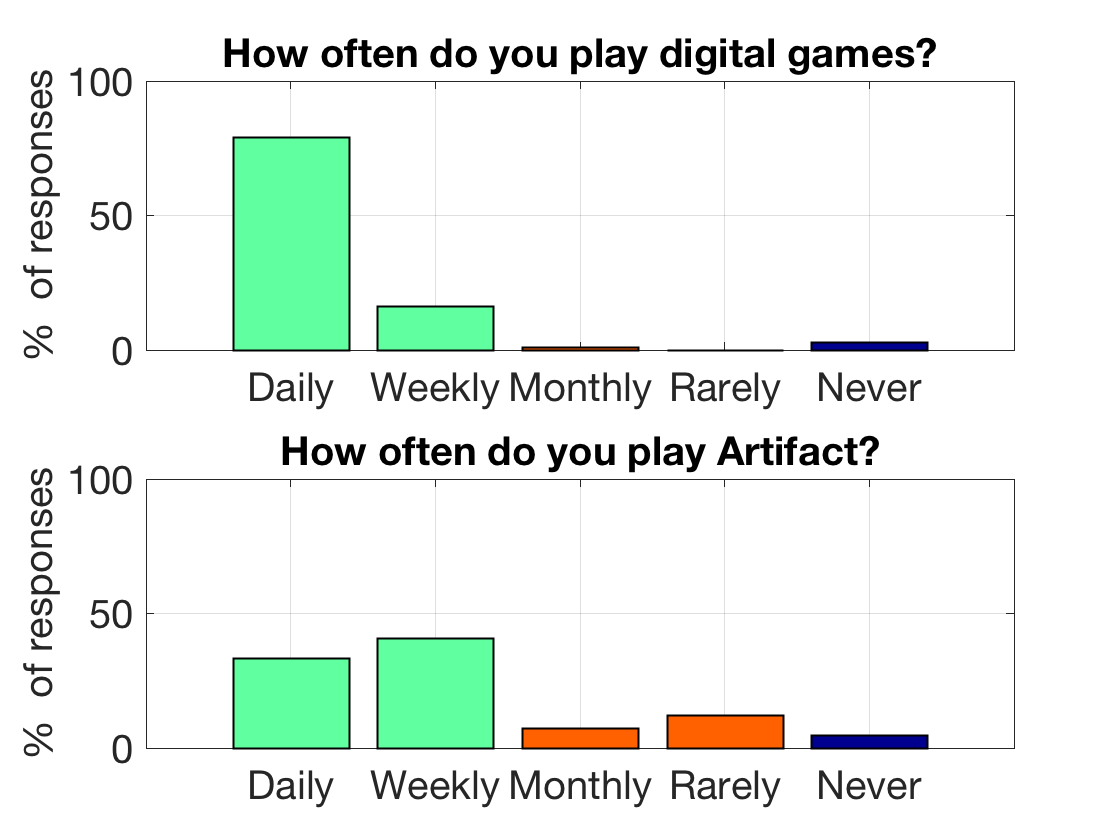 How often do you play digital games?
% of responses
100
50
0
Daily Weekly Monthly Rarely Never
How often do you play Artifact?
% of responses
100
50
0
Daily Weekly Monthly Rarely Never